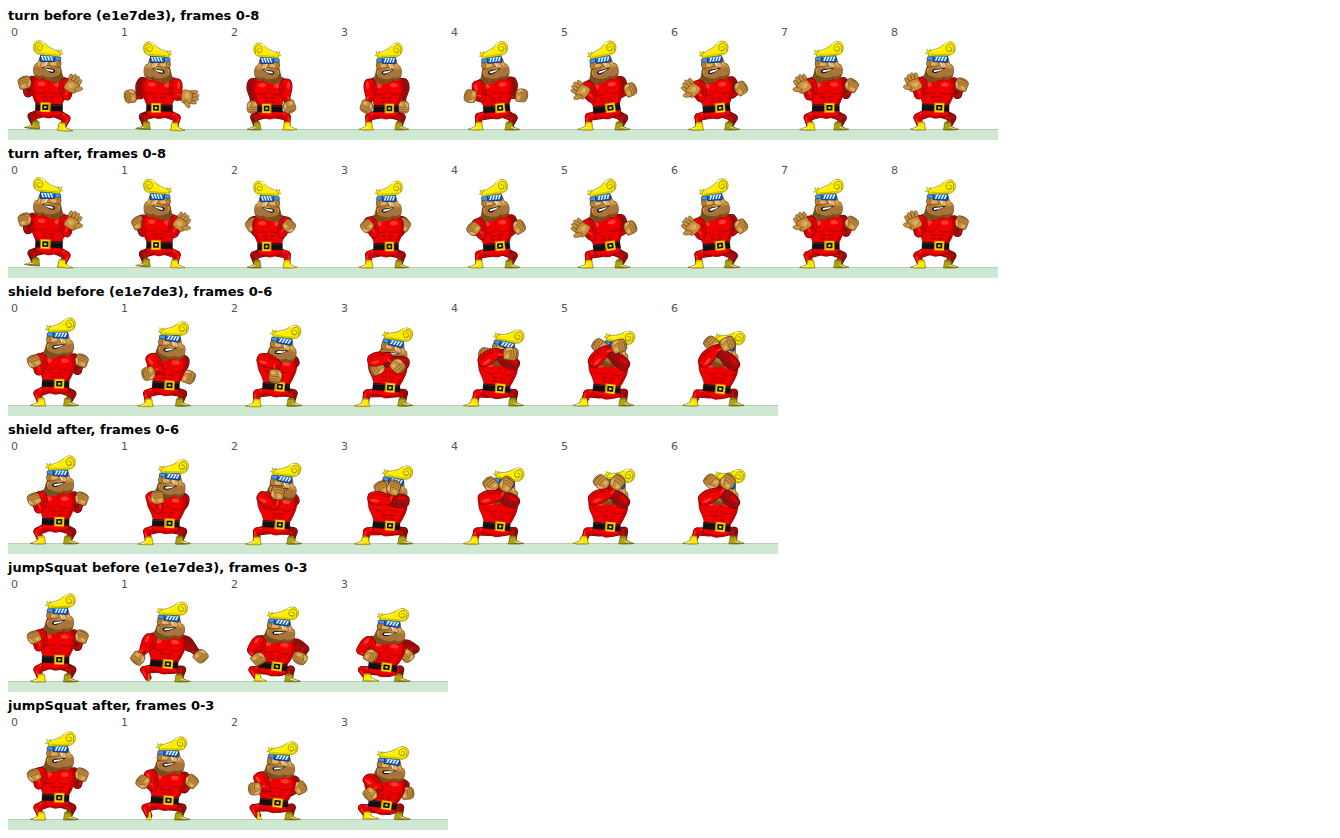 turn before (e1e7de3), frames 0-8
0 1 2 3 4 5 6 7 8
turn after, frames 0-8
0 1 2 3 4 5 6 7 8
shield before (e1e7de3), frames 0-6
0 1 2 3 4 5 6
shield after, frames 0-6
0 1 2 3 4 5 6
jumpSquat before (e1e7de3), frames 0-3
0 1 2 3
jumpSquat after, frames 0-3
0 1 2 3